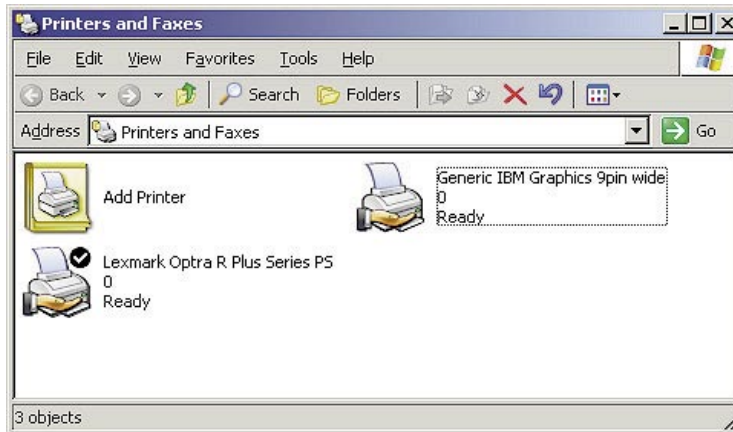 Printers and Faxes
File Edit View Favorites Tools Help
Back Search Folders
Address Printers and Faxes Go
Add Printer
Generic IBM Graphics 9pin wide
0
Ready
Lexmark Optra R Plus Series PS
0
Ready
3 objects